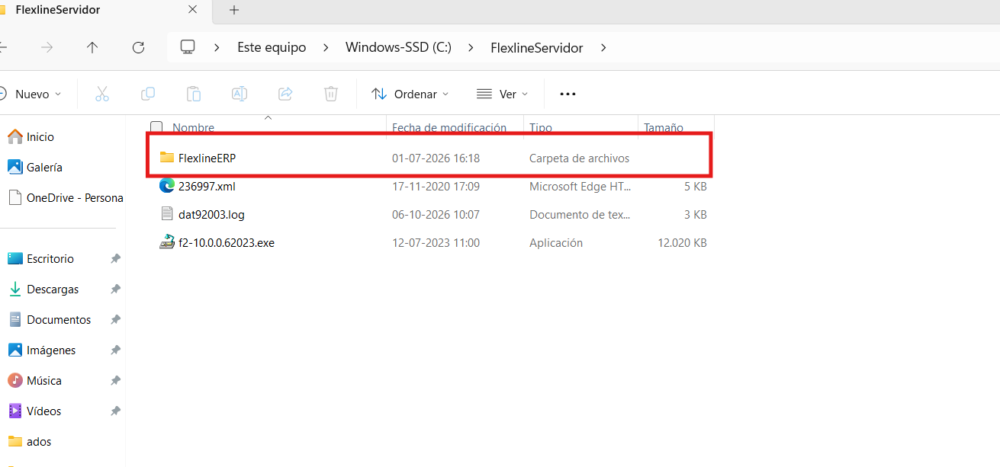 FlexlineServidor
Este equipo > Windows-SSD (C:) > FlexlineServidor >
Nuevo
Ordenar
Ver
Nombre Fecha de modificación Tipo Tamaño
FlexlineERP 01-07-2026 16:18 Carpeta de archivos
236997.xml 17-11-2020 17:09 Microsoft Edge HT... 5 KB
dat92003.log 06-10-2026 10:07 Documento de tex... 3 KB
f2-10.0.0.62023.exe 12-07-2023 11:00 Aplicación 12.020 KB
Inicio
Galería
OneDrive - Persona
Escritorio
Descargas
Documentos
Imágenes
Música
Vídeos
ados